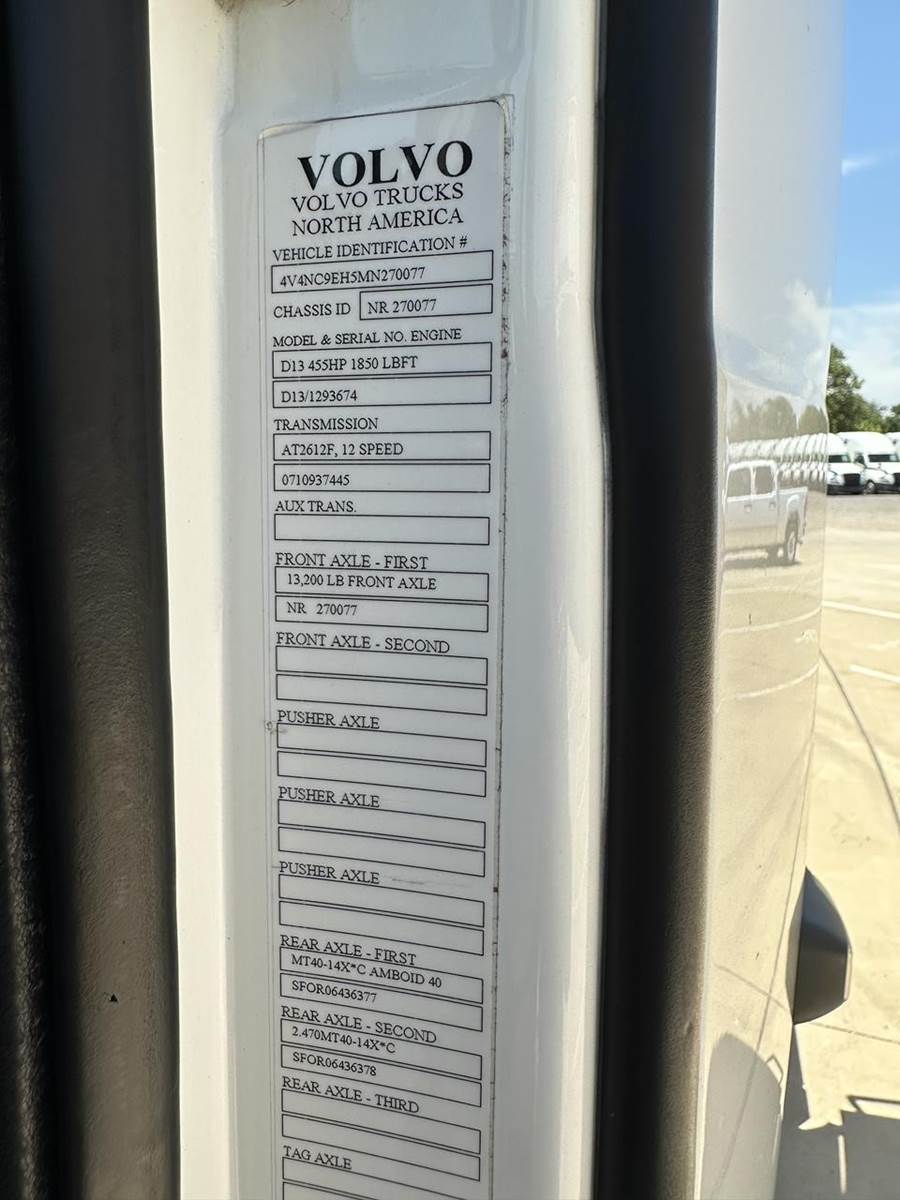 VOLVO
VOLVO TRUCKS
NORTH AMERICA
VEHICLE IDENTIFICATION #
4V4NC9EH5MN270077
CHASSIS ID NR 270077
MODEL & SERIAL NO. ENGINE
D13 455HP 1850 LBFT
D13/1293674
TRANSMISSION
AT2612F, 12 SPEED
0710937445
AUX TRANS.
FRONT AXLE - FIRST
13,200 LB FRONT AXLE
NR 270077
FRONT AXLE - SECOND
PUSHER AXLE
PUSHER AXLE
PUSHER AXLE
REAR AXLE - FIRST
MT40-14X*C AMBOID 40
SFOR06436377
REAR AXLE - SECOND
2.470MT40-14X*C
SFOR06436378
REAR AXLE - THIRD
TAG AXLE